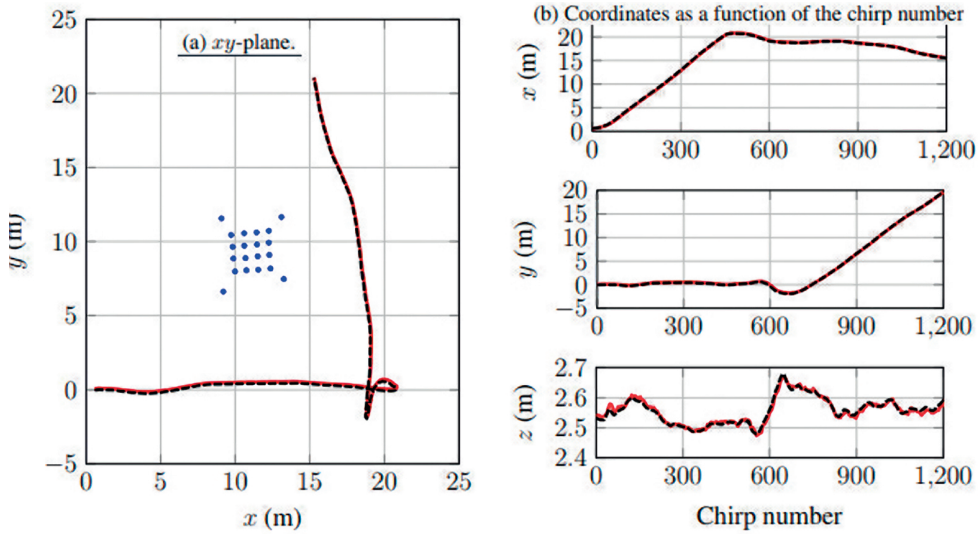 (a) xy-plane.
25
20
15
10
5
0
−5
y (m)
0 5 10 15 20 25
x (m)
(b) Coordinates as a function of the chirp number
20
15
10
5
0
x (m)
0 300 600 900 1,200
20
15
10
5
0
−5
y (m)
0 300 600 900 1,200
2.7
2.6
2.5
2.4
z (m)
0 300 600 900 1,200
Chirp number